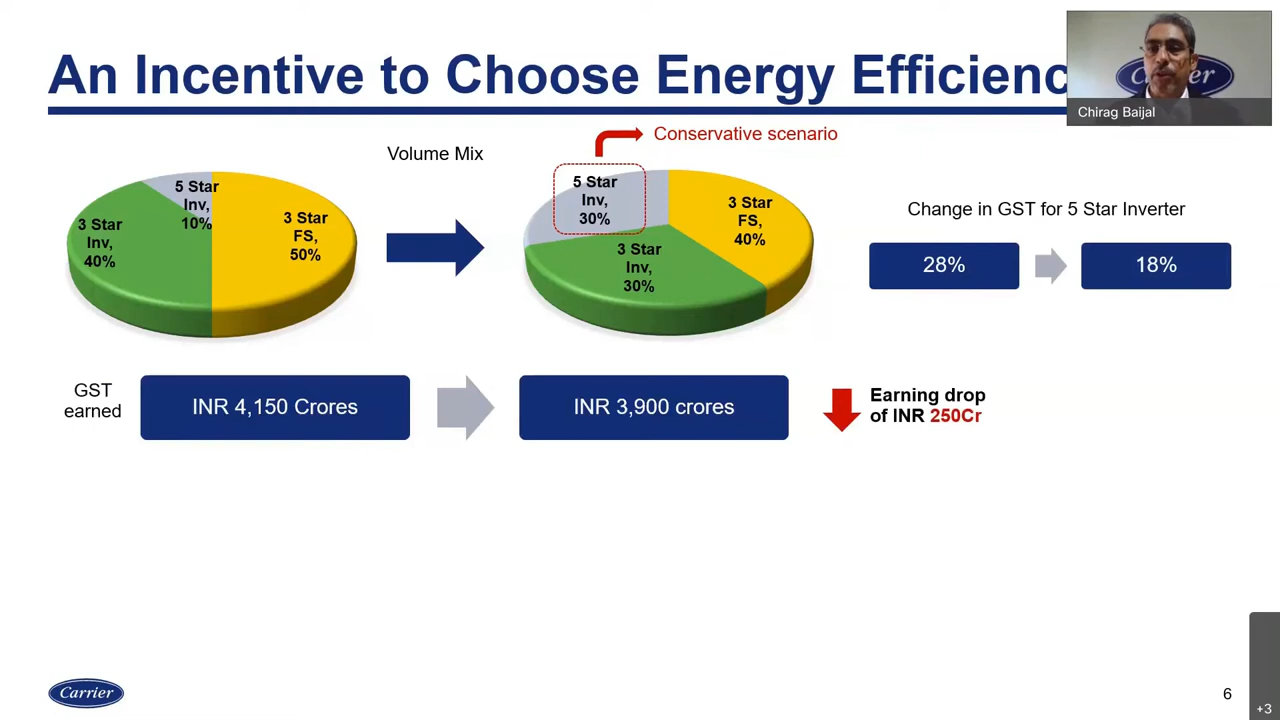 An Incentive to Choose Energy Efficienc
Carrier
Chirag Baijal
Conservative scenario
Volume Mix
5 Star
Inv,
10%
3 Star
Inv,
40%
3 Star
FS,
50%
5 Star
Inv,
30%
3 Star
FS,
40%
3 Star
Inv,
30%
Change in GST for 5 Star Inverter
28%
18%
GST
earned
INR 4,150 Crores
INR 3,900 crores
Earning drop
of INR 250Cr
Carrier
6
+3